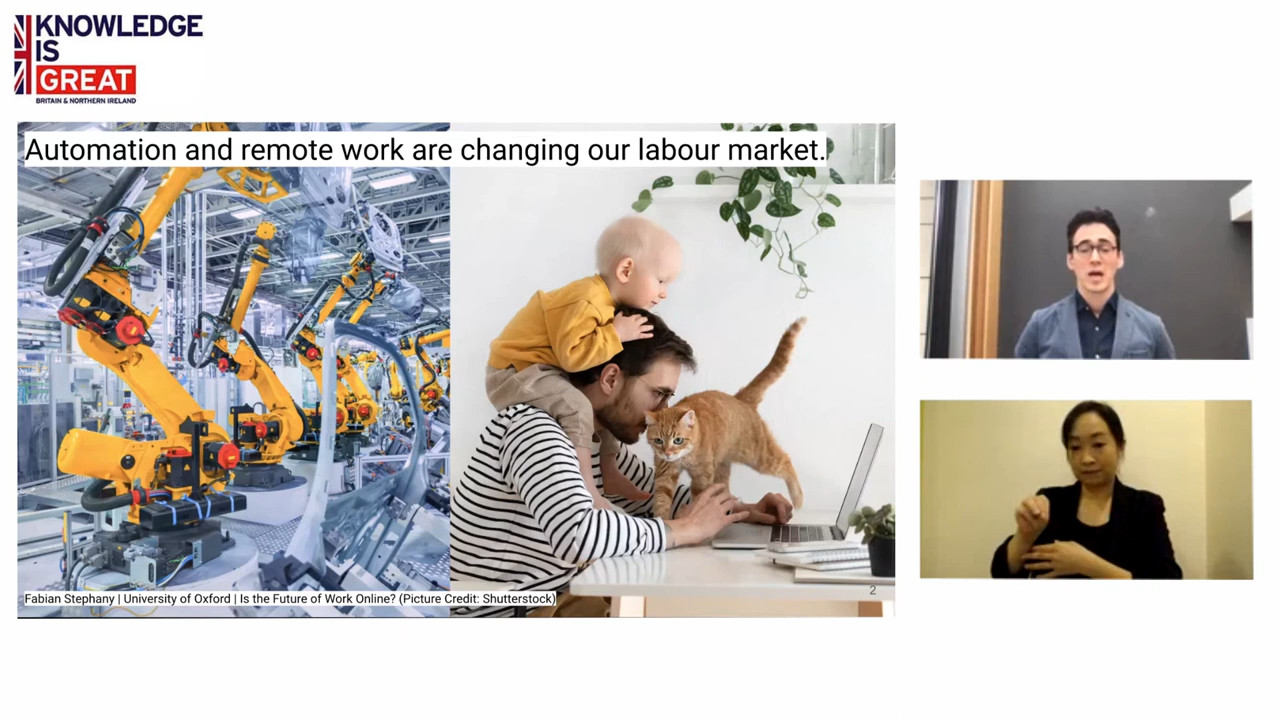 KNOWLEDGE
IS
GREAT
BRITAIN & NORTHERN IRELAND
Automation and remote work are changing our labour market.
Fabian Stephany | University of Oxford | Is the Future of Work Online? (Picture Credit: Shutterstock)
2